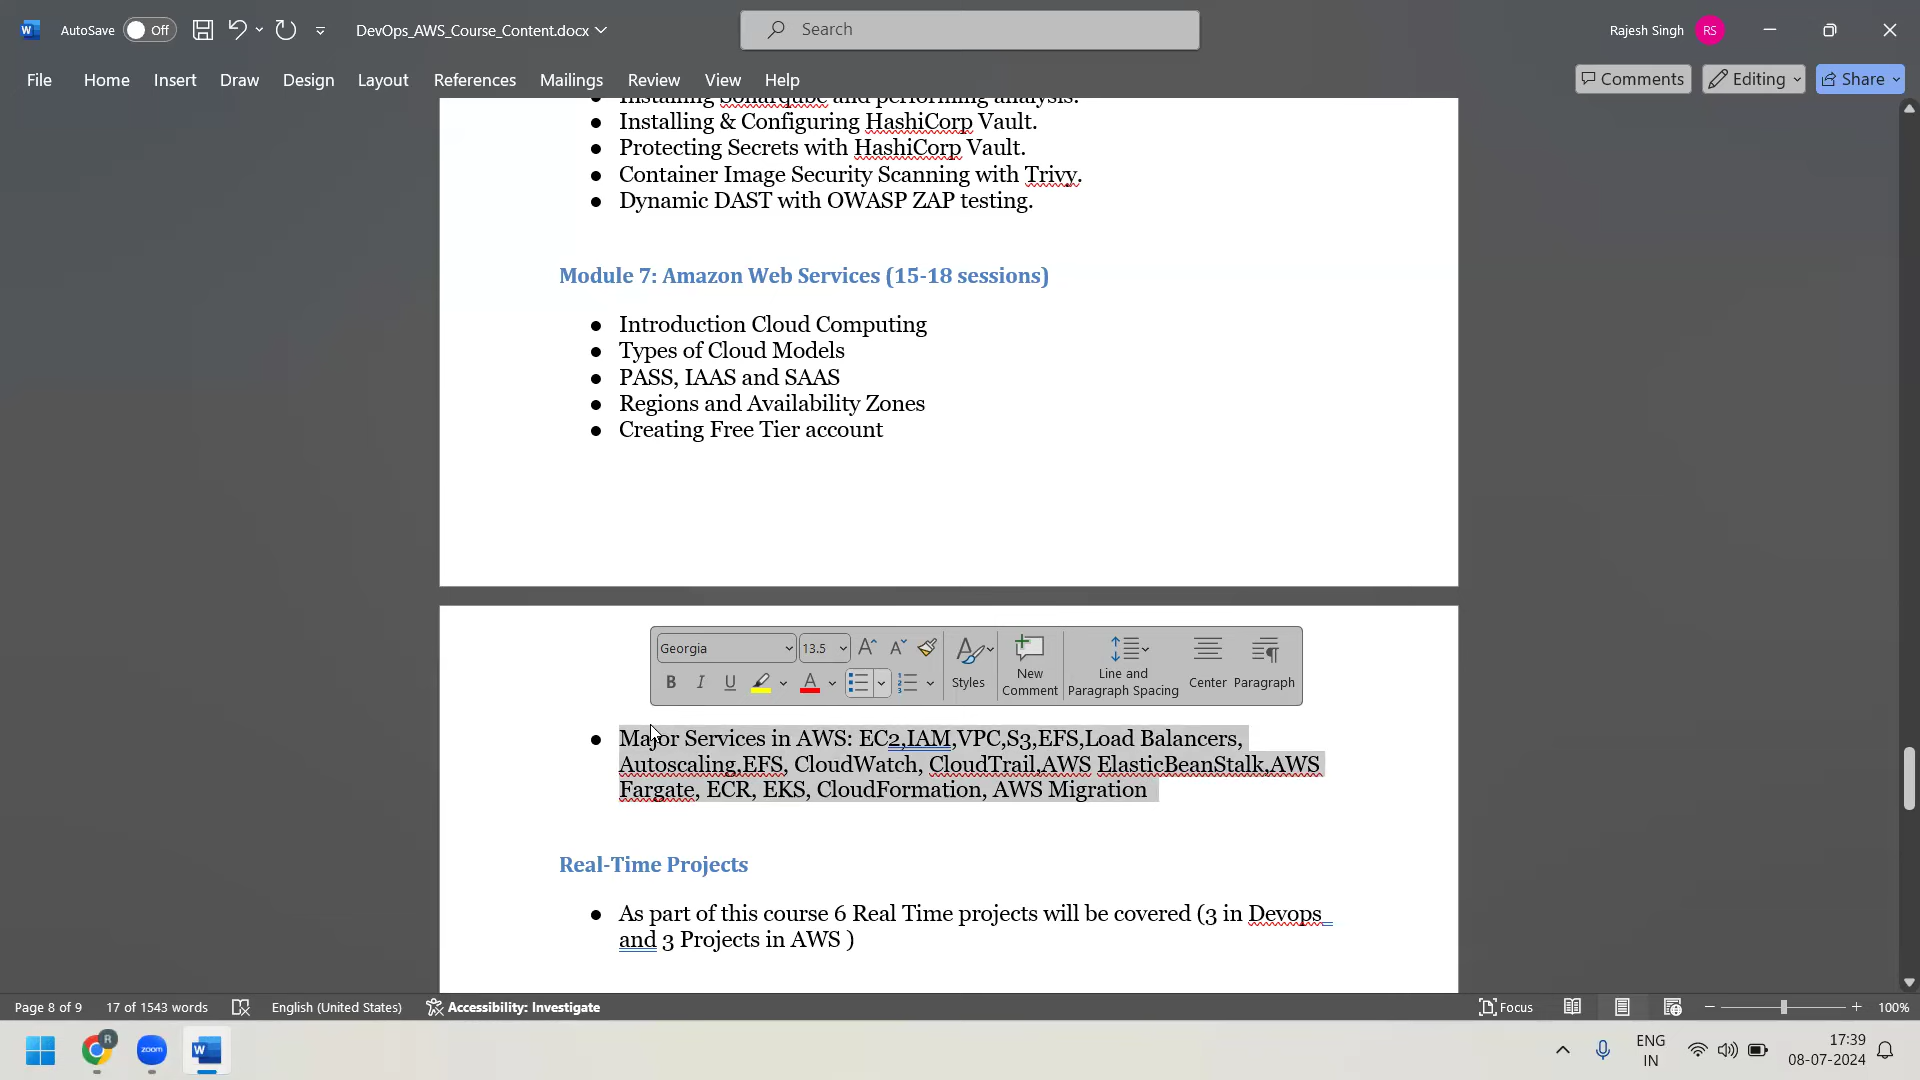 AutoSave Off DevOps_AWS_Course_Content.docx Search Rajesh Singh RS
File Home Insert Draw Design Layout References Mailings Review View Help Comments Editing Share
● Installing Sonarqube and performing analysis.
● Installing & Configuring HashiCorp Vault.
● Protecting Secrets with HashiCorp Vault.
● Container Image Security Scanning with Trivy.
● Dynamic DAST with OWASP ZAP testing.
Module 7: Amazon Web Services (15-18 sessions)
● Introduction Cloud Computing
● Types of Cloud Models
● PASS, IAAS and SAAS
● Regions and Availability Zones
● Creating Free Tier account
Georgia 13.5
B I U Styles New Comment Line and Paragraph Spacing Center Paragraph
● Major Services in AWS: EC2,IAM,VPC,S3,EFS,Load Balancers,
Autoscaling,EFS, CloudWatch, CloudTrail,AWS ElasticBeanStalk,AWS
Fargate, ECR, EKS, CloudFormation, AWS Migration
Real-Time Projects
● As part of this course 6 Real Time projects will be covered (3 in Devops
and 3 Projects in AWS )
Page 8 of 9 17 of 1543 words English (United States) Accessibility: Investigate Focus 100%
R zoom W ENG IN 17:39 08-07-2024